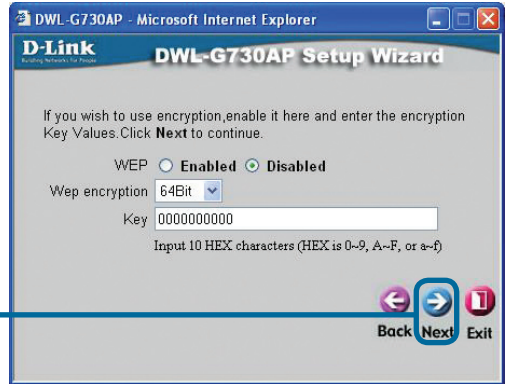 DWL-G730AP - Microsoft Internet Explorer
D-Link
Building Networks for People
DWL-G730AP Setup Wizard
If you wish to use encryption,enable it here and enter the encryption
Key Values.Click Next to continue.
WEP Enabled Disabled
Wep encryption 64Bit
Key 0000000000
Input 10 HEX characters (HEX is 0~9, A~F, or a~f)
Back Next Exit